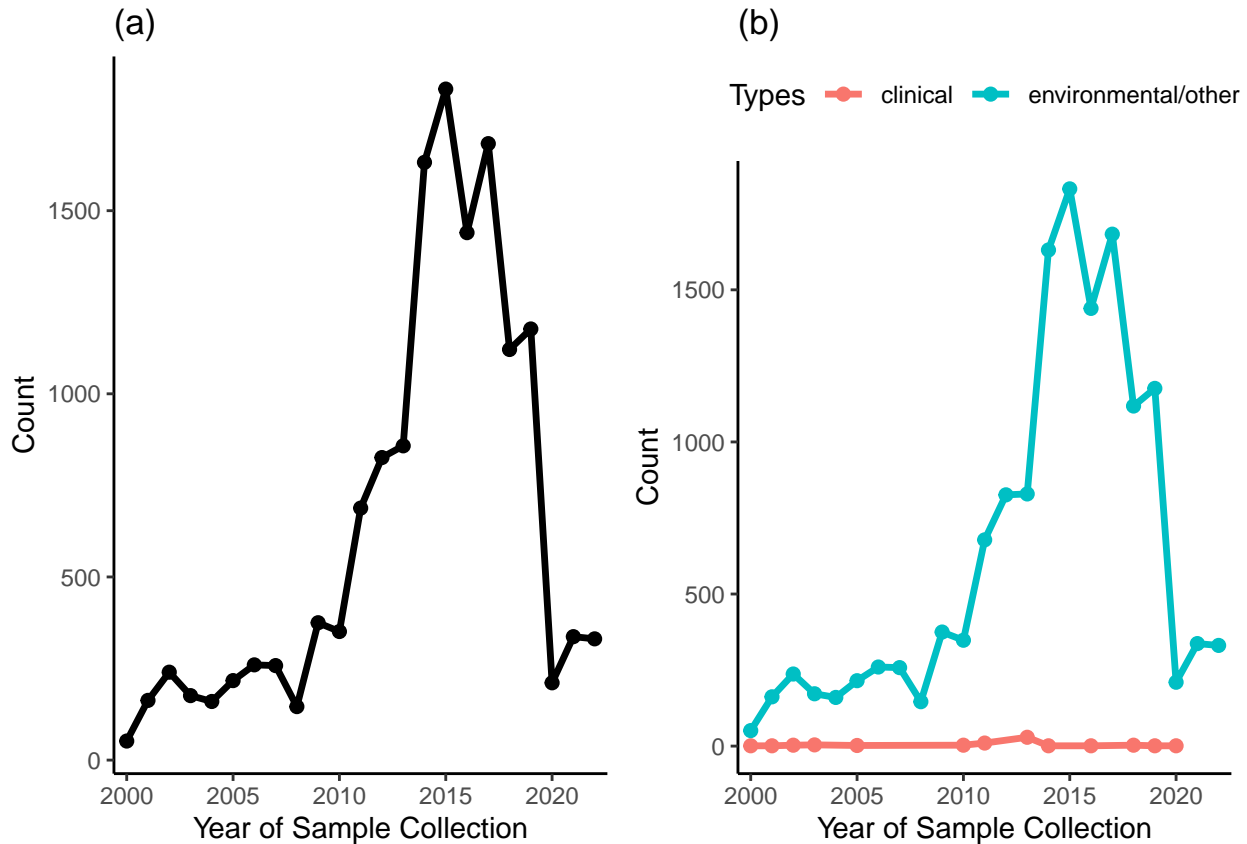 (a)
Count
1500
1000
500
0
2000 2005 2010 2015 2020
Year of Sample Collection
(b)
Types clinical environmental/other
Count
1500
1000
500
0
2000 2005 2010 2015 2020
Year of Sample Collection